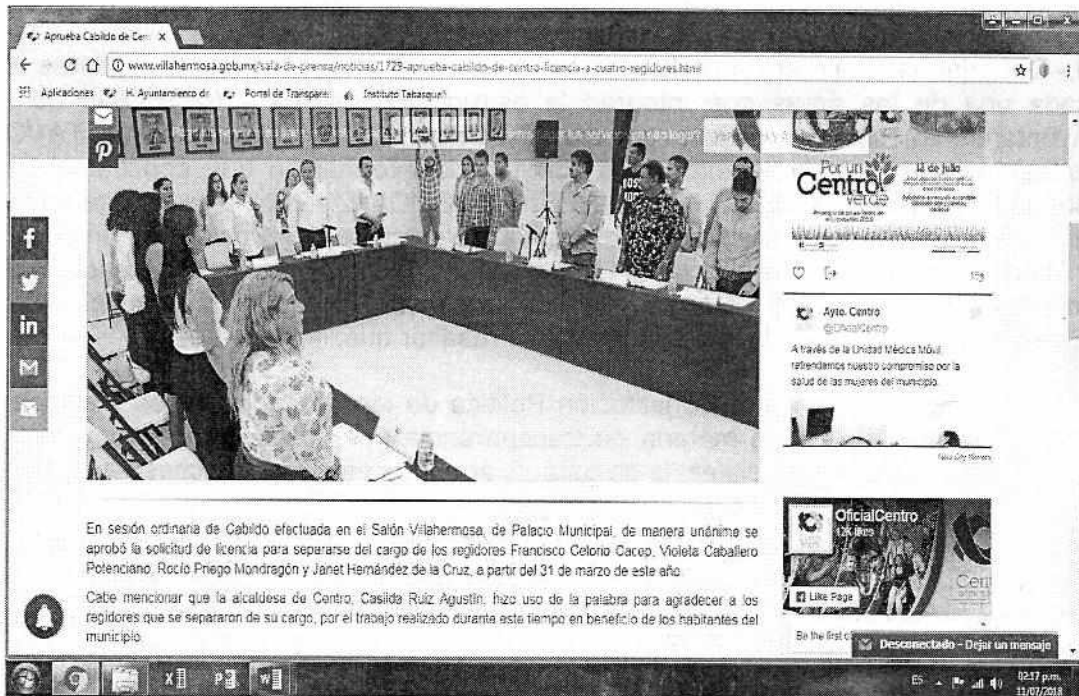 Aprueba Cabildo de Cen
www.villahermosa.gob.mx/sala-de-prensa/noticias/1729-aprueba-cabildo-de-centro-licencia-a-cuatro-regidores.html
Aplicaciones H. Ayuntamiento de Portal de Transparen Instituto Tabasqueñ
Por un
Centro
verde
14 de julio
Ayto. Centro
@OficialCentro
A través de la Unidad Médica Móvil,
refrendamos nuestro compromiso por la
salud de las mujeres del municipio.
OficialCentro
12K likes
Like Page
Be the first
En sesión ordinaria de Cabildo efectuada en el Salón Villahermosa, de Palacio Municipal, de manera unánime se
aprobó la solicitud de licencia para separarse del cargo de los regidores Francisco Celorio Cacep, Violeta Caballero
Potenciano, Rocío Priego Mondragón y Janet Hernández de la Cruz, a partir del 31 de marzo de este año.
Cabe mencionar que la alcaldesa de Centro, Casilda Ruiz Agustín, hizo uso de la palabra para agradecer a los
regidores que se separaron de su cargo, por el trabajo realizado durante este tiempo en beneficio de los habitantes del
municipio.
Desconectado - Dejar un mensaje
ES
02:17 p.m.
11/07/2018